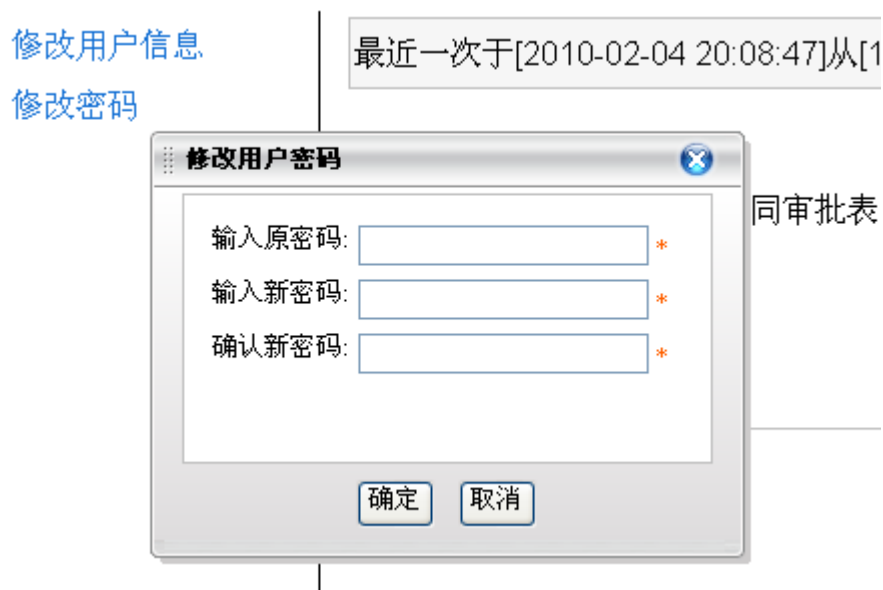 修改用户信息
修改密码
最近一次于[2010-02-04 20:08:47]从[1
修改用户密码
同审批表
输入原密码: *
输入新密码: *
确认新密码: *
确定
取消